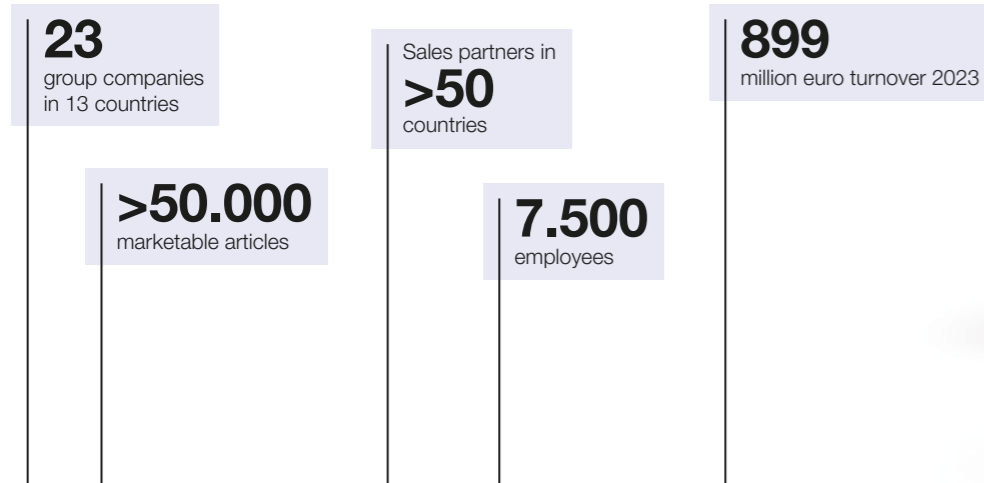 23
group companies
in 13 countries
>50.000
marketable articles
Sales partners in
>50
countries
7.500
employees
899
million euro turnover 2023